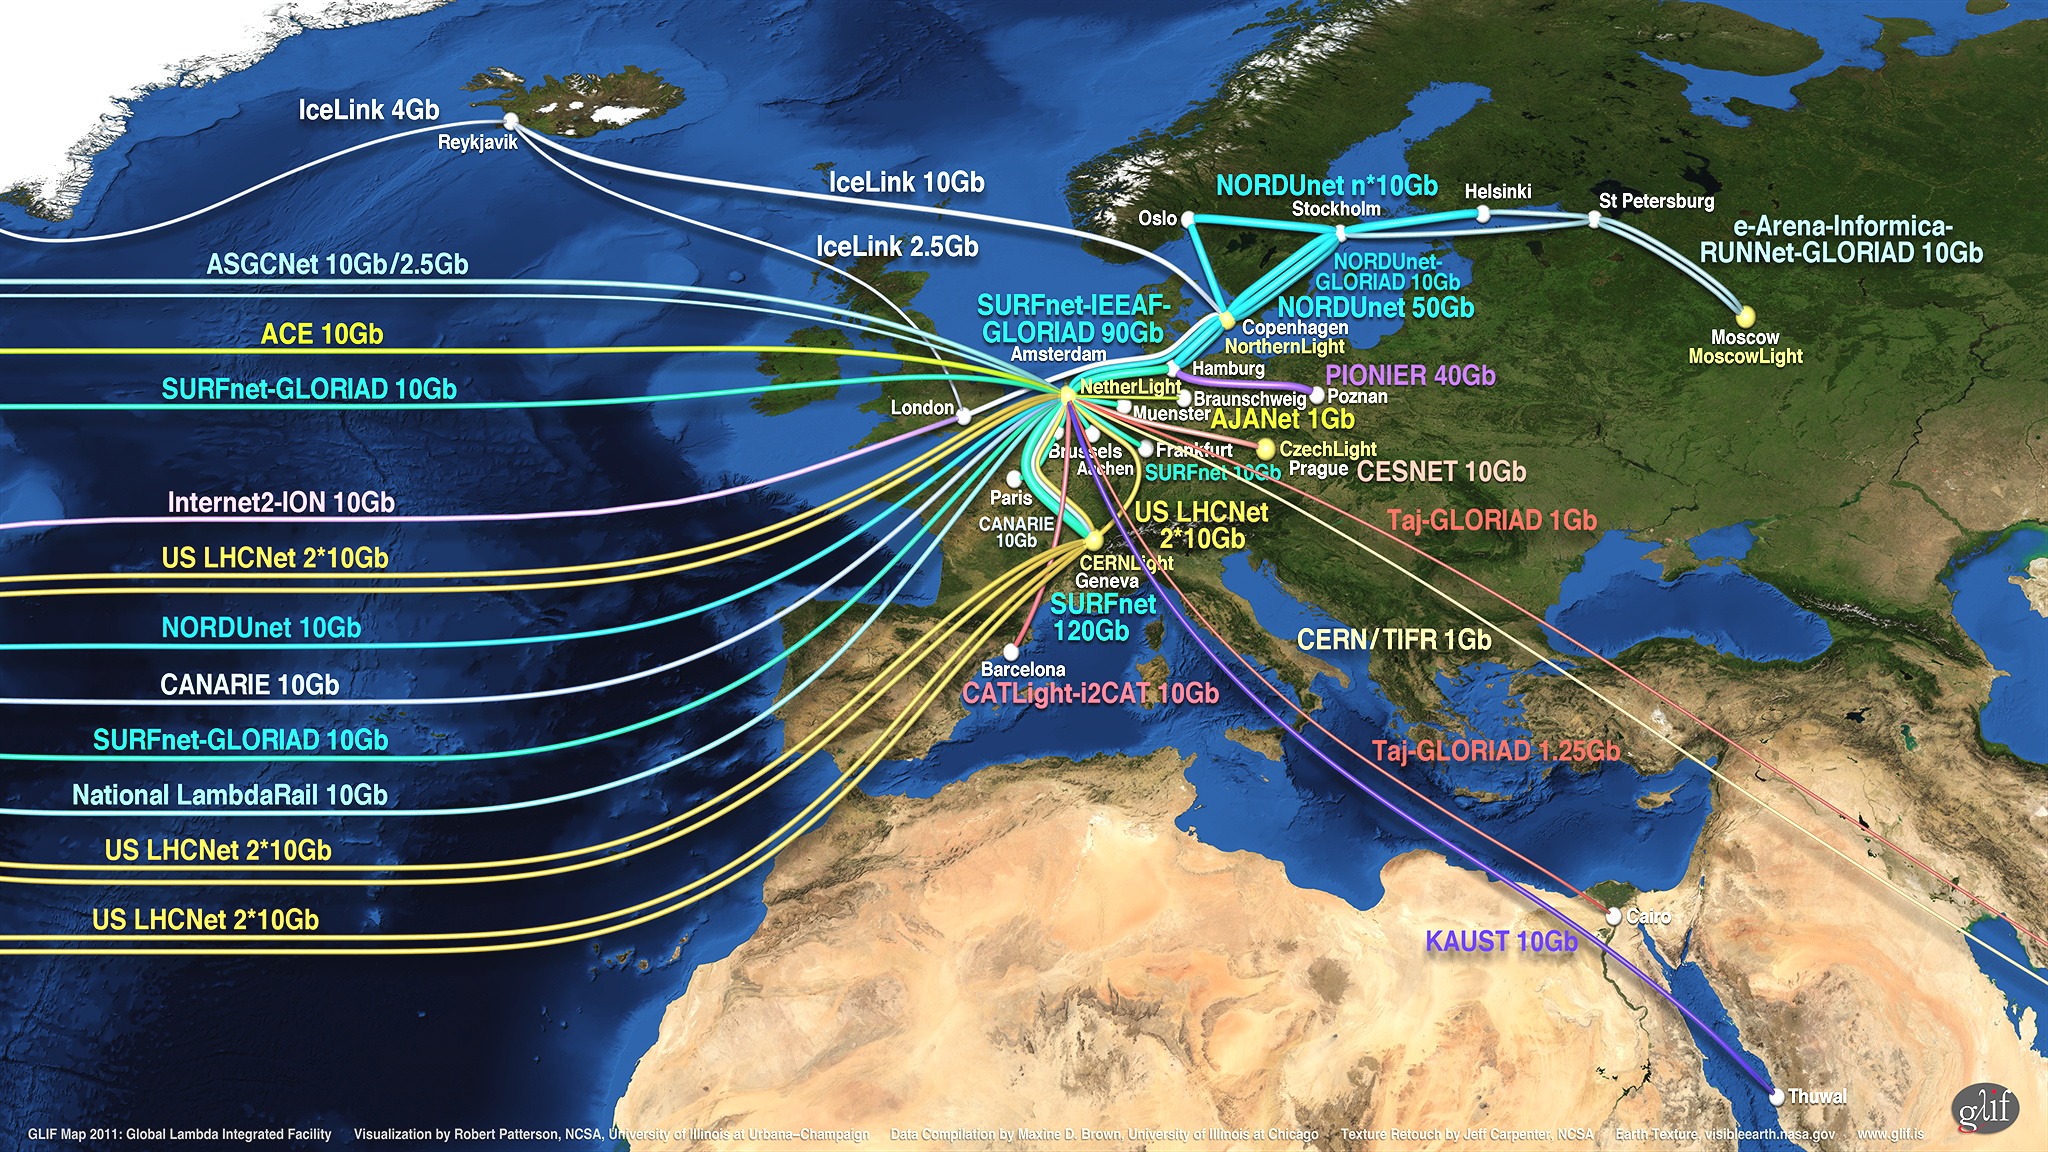 IceLink 4Gb
Reykjavik
IceLink 10Gb
IceLink 2.5Gb
NORDUnet n*10Gb
Stockholm
Helsinki
Oslo
St Petersburg
e-Arena-Informica-
RUNNet-GLORIAD 10Gb
ASGCNet 10Gb/2.5Gb
NORDUnet-
GLORIAD 10Gb
NORDUnet 50Gb
SURFnet-IEEAF-
GLORIAD 90Gb
Amsterdam
Copenhagen
NorthernLight
Moscow
MoscowLight
ACE 10Gb
SURFnet-GLORIAD 10Gb
Hamburg
PIONIER 40Gb
NetherLight
Braunschweig
Poznan
London
Muenster
AJANet 1Gb
Brussels
Frankfurt
CzechLight
Aachen
SURFnet 10Gb
Prague
CESNET 10Gb
Internet2-ION 10Gb
Paris
CANARIE
10Gb
US LHCNet
2*10Gb
Taj-GLORIAD 1Gb
US LHCNet 2*10Gb
CERNLight
Geneva
SURFnet
120Gb
NORDUnet 10Gb
CERN/TIFR 1Gb
Barcelona
CATLight-i2CAT 10Gb
CANARIE 10Gb
SURFnet-GLORIAD 10Gb
Taj-GLORIAD 1.25Gb
National LambdaRail 10Gb
US LHCNet 2*10Gb
US LHCNet 2*10Gb
Cairo
KAUST 10Gb
Thuwal
glif
GLIF Map 2011: Global Lambda Integrated Facility Visualization by Robert Patterson, NCSA, University of Illinois at Urbana–Champaign Data Compilation by Maxine D. Brown, University of Illinois at Chicago Texture Retouch by Jeff Carpenter, NCSA Earth Texture, visibleearth.nasa.gov www.glif.is